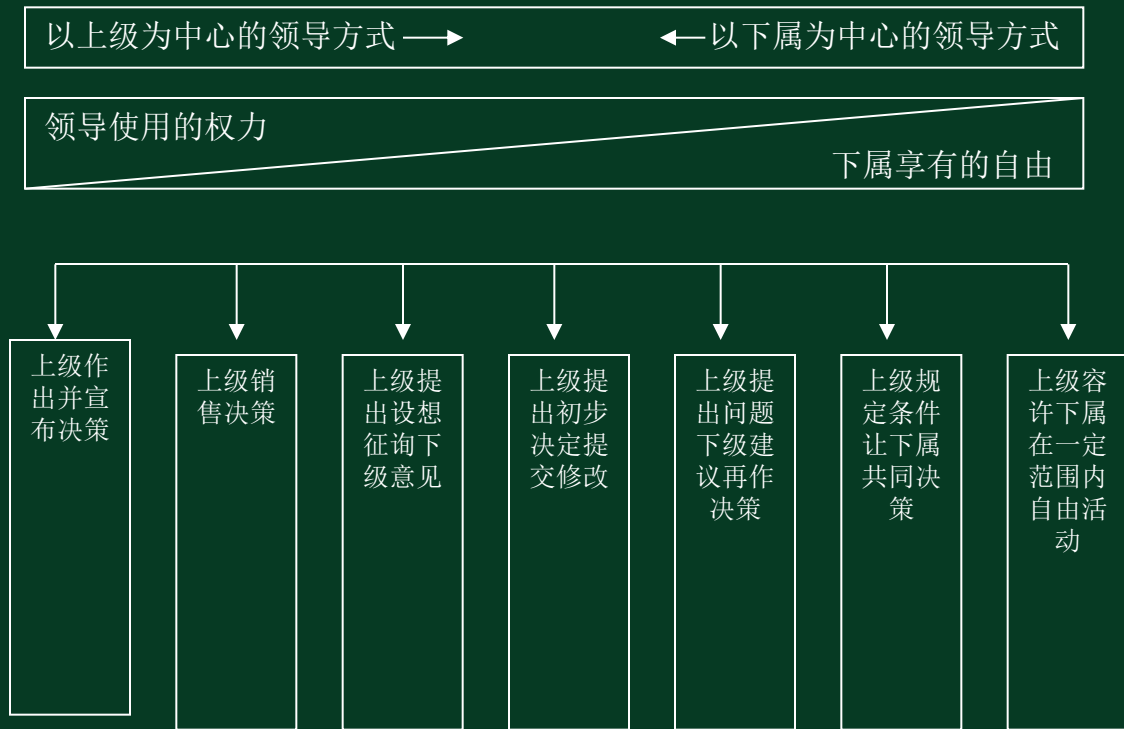 以上级为中心的领导方式
以下属为中心的领导方式
领导使用的权力
下属享有的自由
上级作
出并宣
布决策
上级销
售决策
上级提
出设想
征询下
级意见
上级提
出初步
决定提
交修改
上级提
出问题
下级建
议再作
决策
上级规
定条件
让下属
共同决
策
上级容
许下属
在一定
范围内
自由活
动